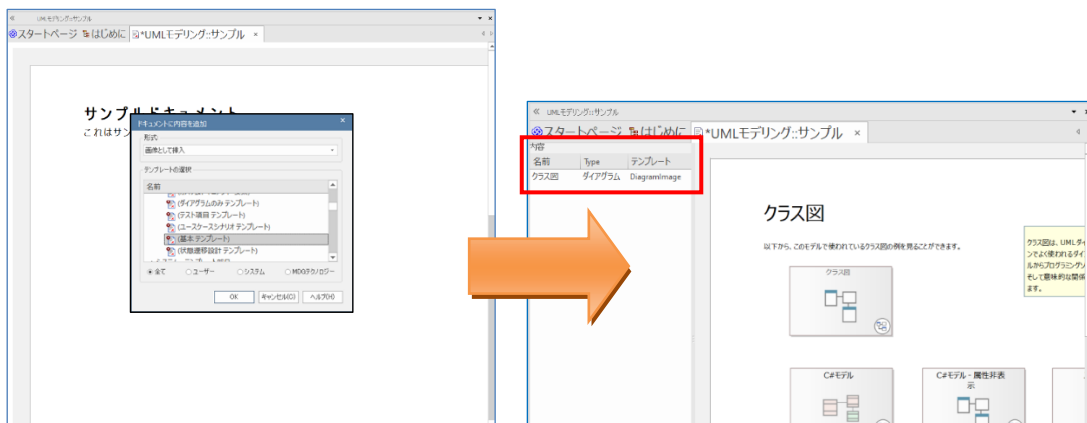 UMLモデリング::サンプル
スタートページ はじめに *UMLモデリング::サンプル ×
サンプルドキュメント
これはサン
ドキュメントに内容を追加 ×
形式
画像として挿入
テンプレートの選択
名前
(ダイアグラムのみ テンプレート)
(テスト項目 テンプレート)
(ユースケースシナリオ テンプレート)
(基本 テンプレート)
(状態遷移設計 テンプレート)
全て ユーザー システム MDGテクノロジー
OK キャンセル(C) ヘルプ(H)
UMLモデリング::サンプル
スタートページ はじめに *UMLモデリング::サンプル ×
内容
名前 Type テンプレート
クラス図 ダイアグラム DiagramImage
クラス図
以下から、このモデルで使われているクラス図の例を見ることができます。
クラス図は、UMLダイ
ンでよく使われるダイ
ルからプログラミングソ
そして意味的な関係
ます。
クラス図
C#モデル
C#モデル - 属性非表
示